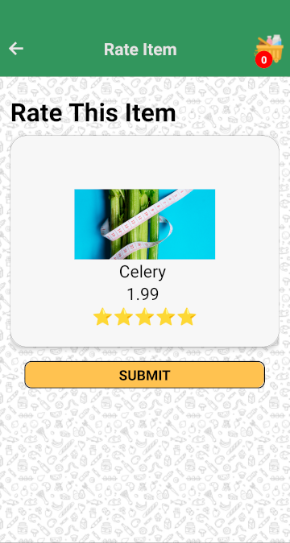 Rate Item
0
Rate This Item
Celery
1.99
SUBMIT